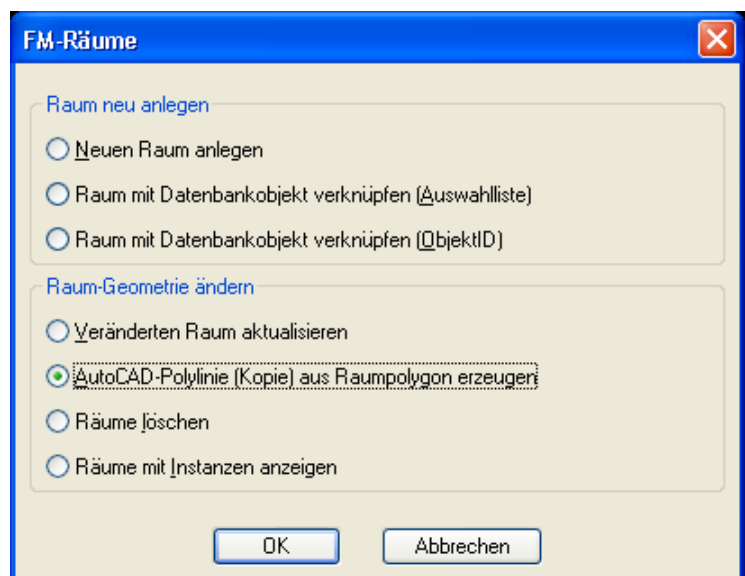 FM-Räume
Raum neu anlegen
Neuen Raum anlegen
Raum mit Datenbankobjekt verknüpfen (Auswahlliste)
Raum mit Datenbankobjekt verknüpfen (ObjektID)
Raum-Geometrie ändern
Veränderten Raum aktualisieren
AutoCAD-Polylinie (Kopie) aus Raumpolygon erzeugen
Räume löschen
Räume mit Instanzen anzeigen
OK
Abbrechen